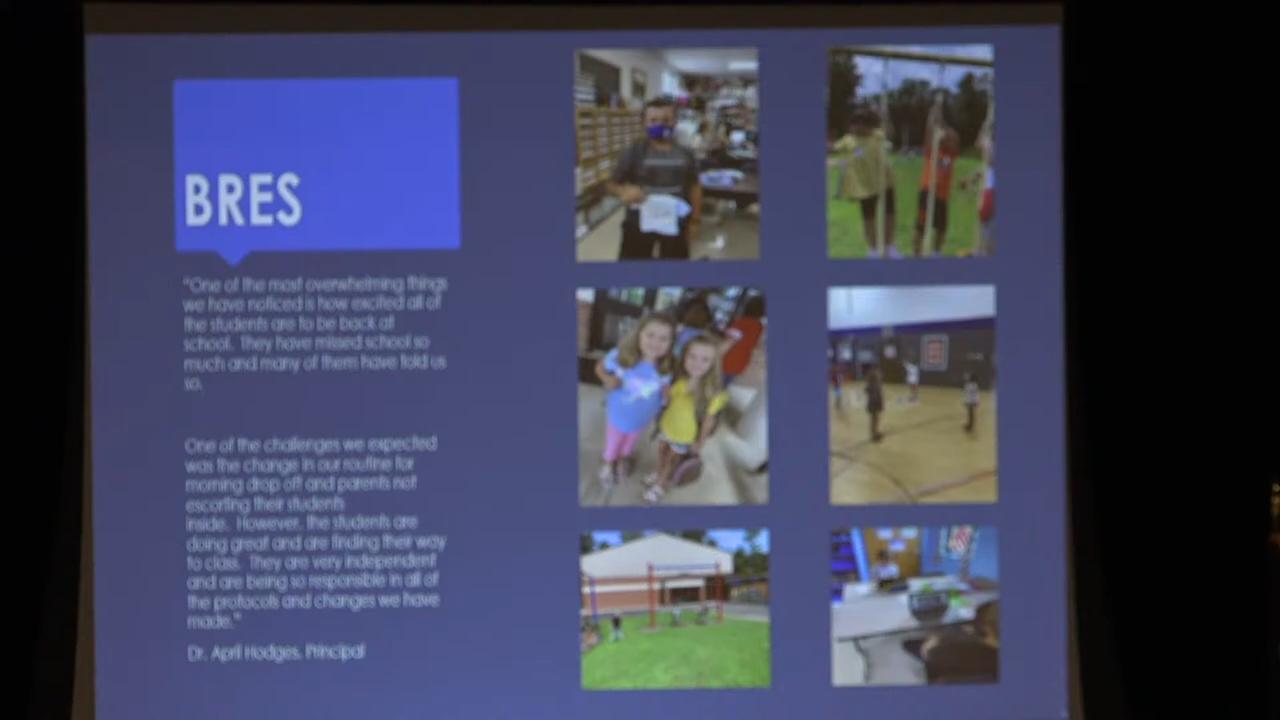 BRES
"One of the most overwhelming things
we have noticed is how excited all of
the students are to be back at
school. They have missed school so
much and many of them have told us
so.
One of the challenges we expected
was the change in our routine for
morning drop off and parents not
escorting their students
inside. However, the students are
doing great and are finding their way
to class. They are very independent
and are being so responsible in all of
the protocols and changes we have
made."
Dr. April Hodges, Principal